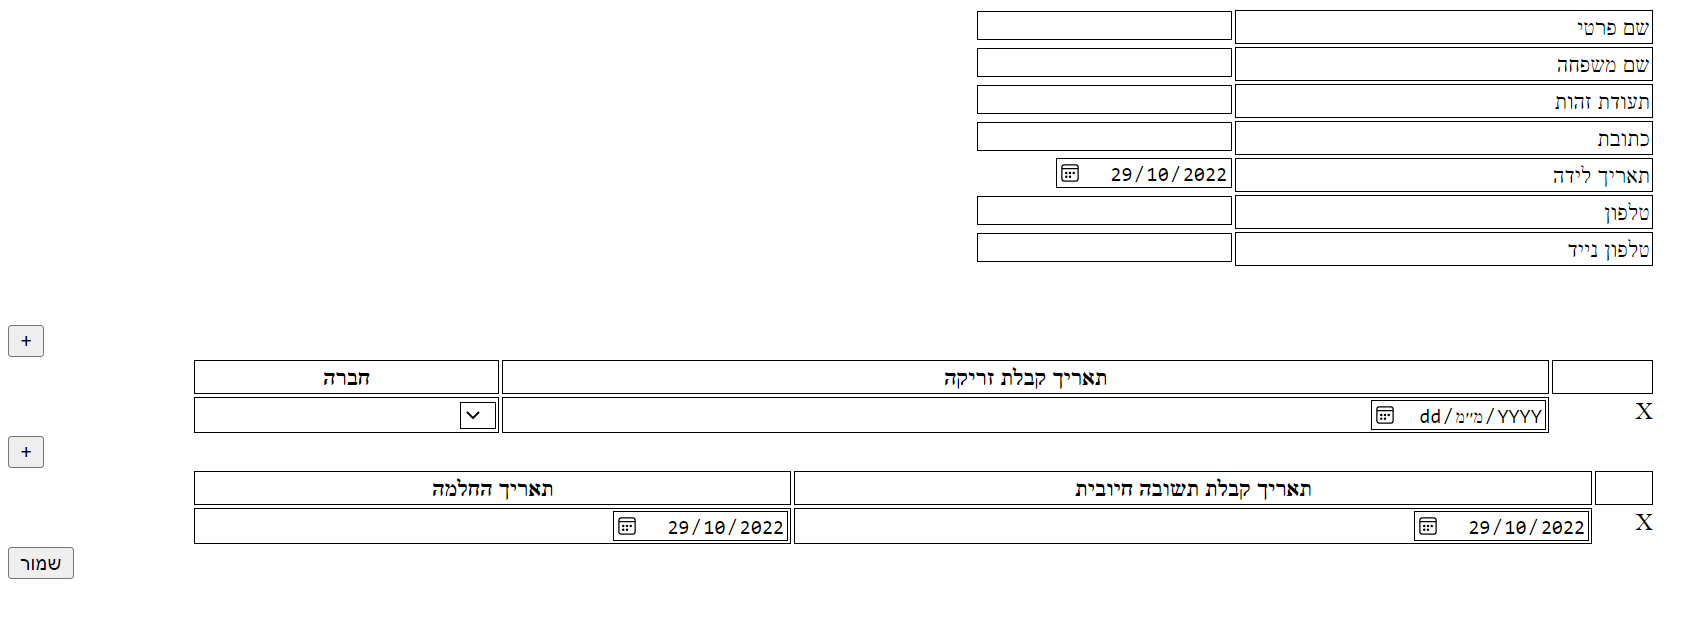 שם פרטי
שם משפחה
תעודת זהות
כתובת
תאריך לידה 29/10/2022
טלפון
טלפון נייד
+
תאריך קבלת זריקה חברה
X YYYY/מ״מ/dd
+
תאריך קבלת תשובה חיובית תאריך החלמה
X 29/10/2022 29/10/2022
שמור